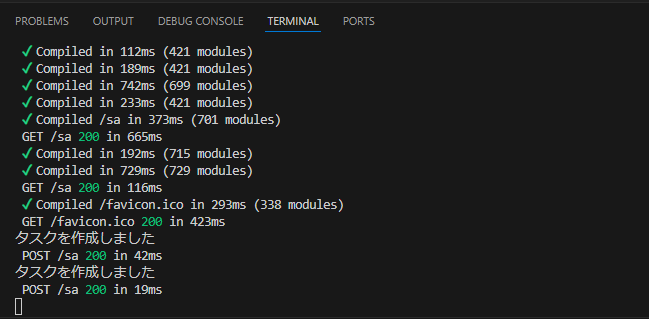 PROBLEMS OUTPUT DEBUG CONSOLE TERMINAL PORTS
✓ Compiled in 112ms (421 modules)
✓ Compiled in 189ms (421 modules)
✓ Compiled in 742ms (699 modules)
✓ Compiled in 233ms (421 modules)
✓ Compiled /sa in 373ms (701 modules)
GET /sa 200 in 665ms
✓ Compiled in 192ms (715 modules)
✓ Compiled in 729ms (729 modules)
GET /sa 200 in 116ms
✓ Compiled /favicon.ico in 293ms (338 modules)
GET /favicon.ico 200 in 423ms
タスクを作成しました
POST /sa 200 in 42ms
タスクを作成しました
POST /sa 200 in 19ms